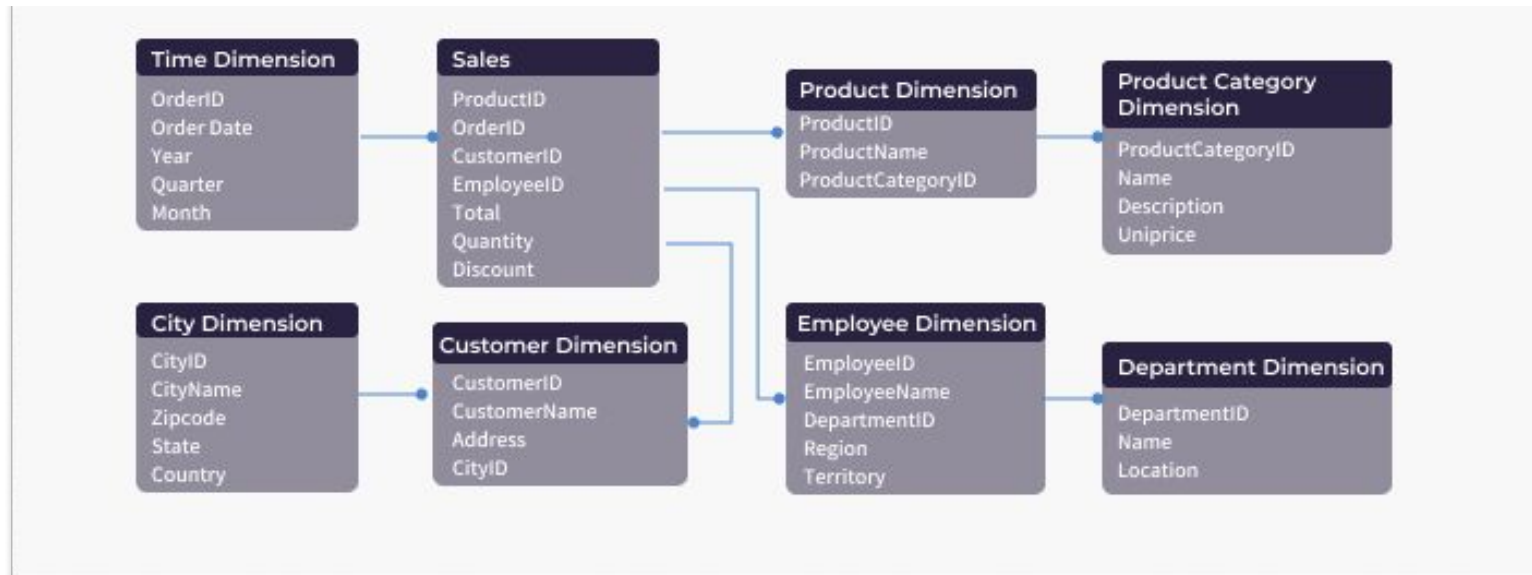 Time Dimension
OrderID
Order Date
Year
Quarter
Month
Sales
ProductID
OrderID
CustomerID
EmployeeID
Total
Quantity
Discount
Product Dimension
ProductID
ProductName
ProductCategoryID
Product Category
Dimension
ProductCategoryID
Name
Description
Uniprice
City Dimension
CityID
CityName
Zipcode
State
Country
Customer Dimension
CustomerID
CustomerName
Address
CityID
Employee Dimension
EmployeeID
EmployeeName
DepartmentID
Region
Territory
Department Dimension
DepartmentID
Name
Location